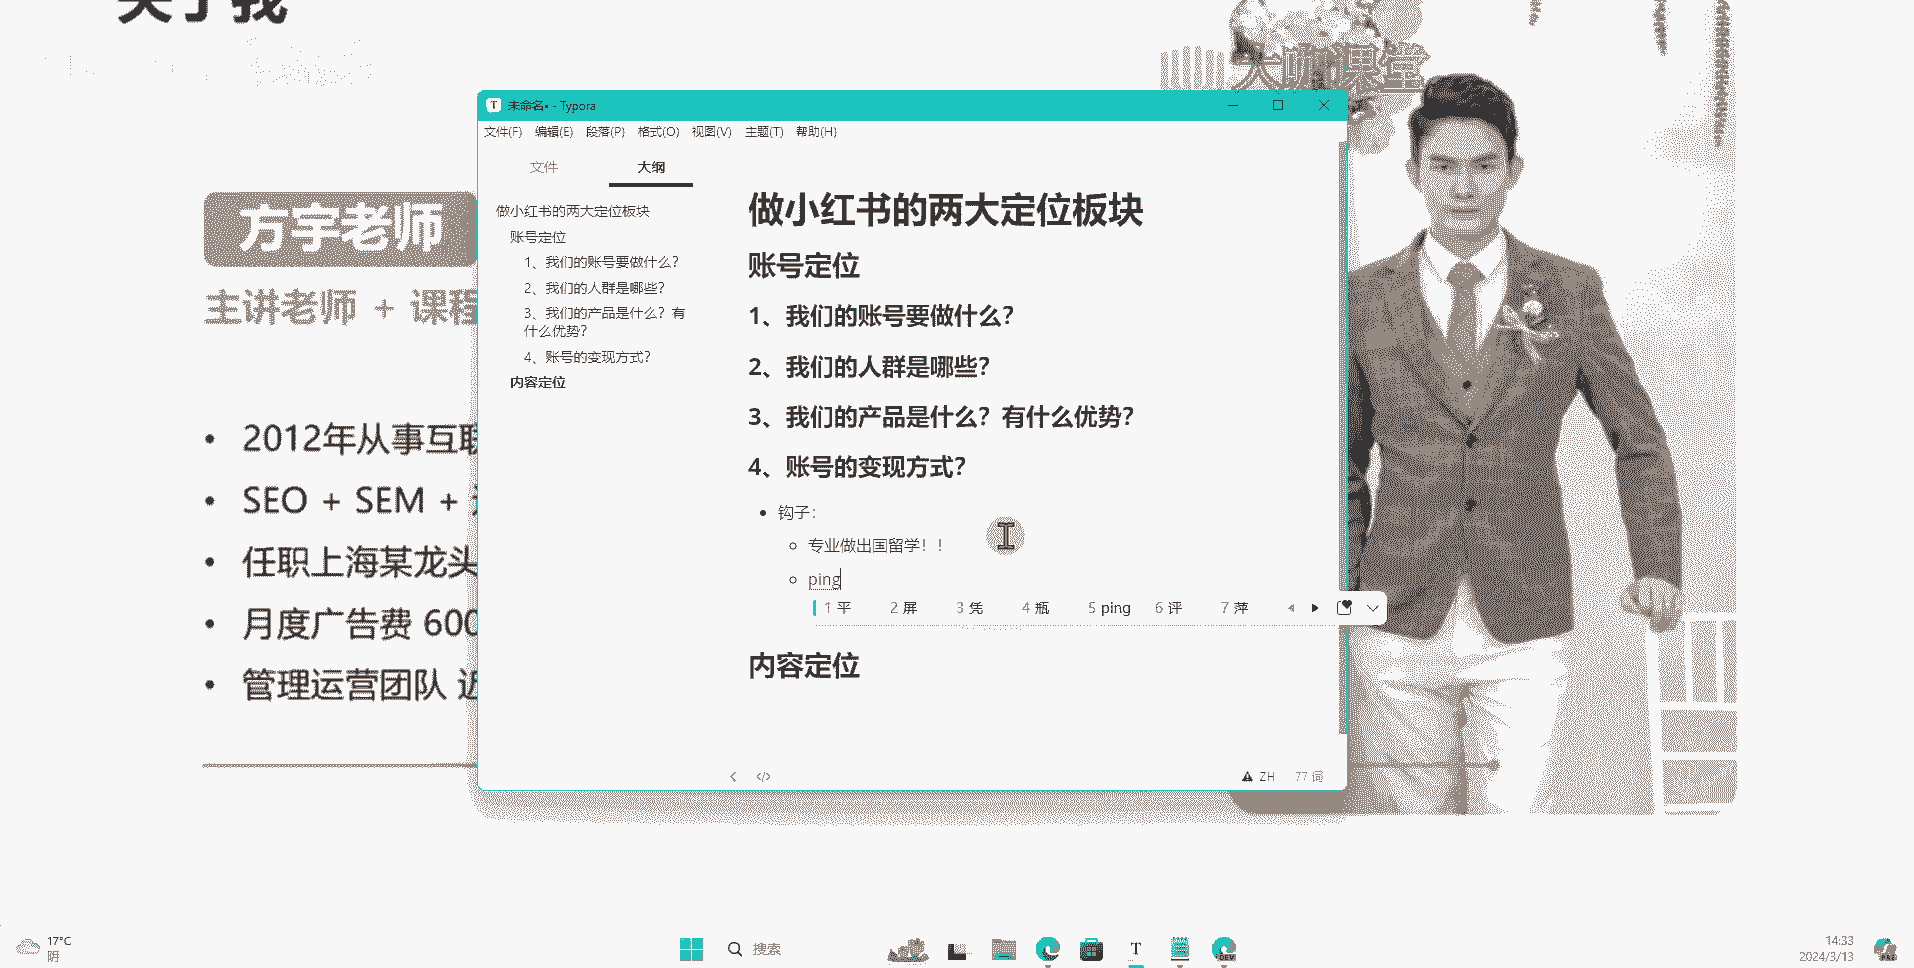 关于我
大咖课堂
方宇老师
主讲老师 + 课程
• 2012年从事互联
• SEO + SEM +
• 任职上海某龙头
• 月度广告费 600
• 管理运营团队 近
未命名• - Typora
文件(F) 编辑(E) 段落(P) 格式(O) 视图(V) 主题(T) 帮助(H)
文件 大纲
做小红书的两大定位板块
账号定位
1、我们的账号要做什么?
2、我们的人群是哪些?
3、我们的产品是什么? 有
什么优势?
4、账号的变现方式?
内容定位
做小红书的两大定位板块
账号定位
1、我们的账号要做什么?
2、我们的人群是哪些?
3、我们的产品是什么? 有什么优势?
4、账号的变现方式?
• 钩子:
专业做出国留学! !
ping
1 平 2 屏 3 凭 4 瓶 5 ping 6 评 7 萍
内容定位
ZH 77 词
17°C
阴
搜索
DEV
14:33
2024/3/13
PRE